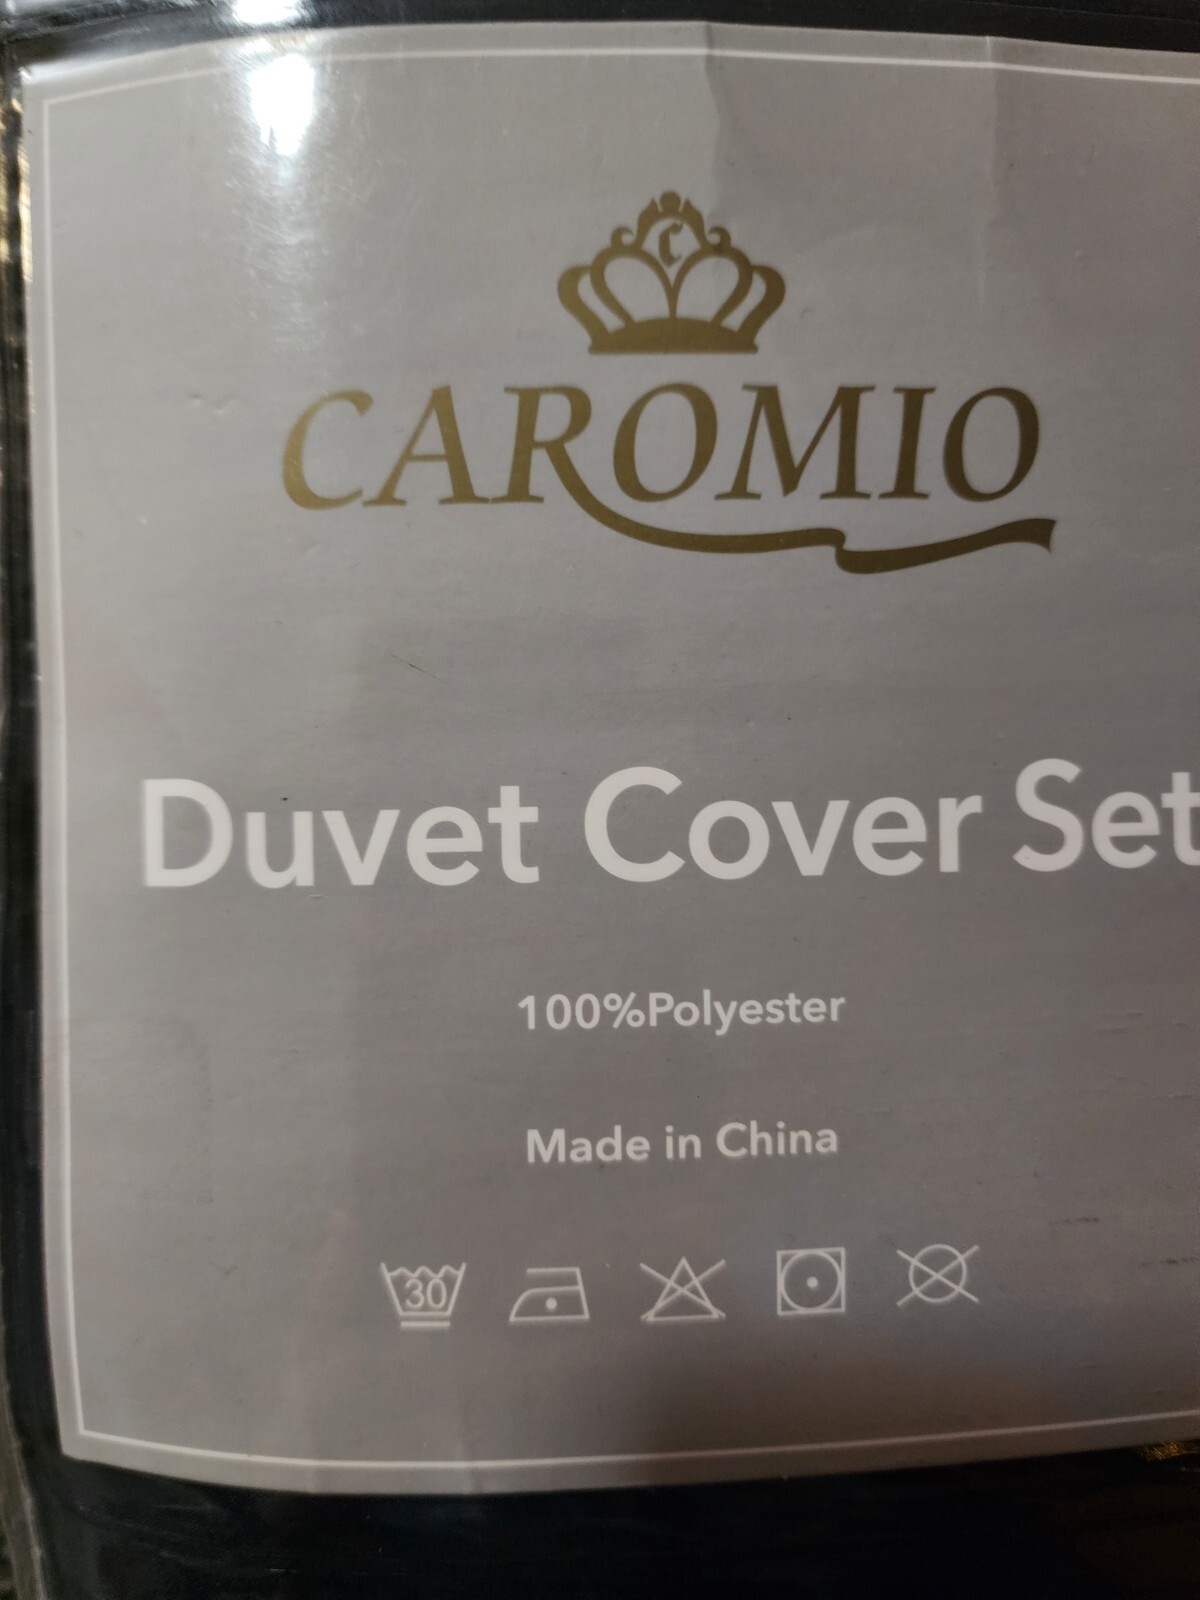 C
CAROMIO
Duvet Cover Set
100%Polyester
Made in China
30